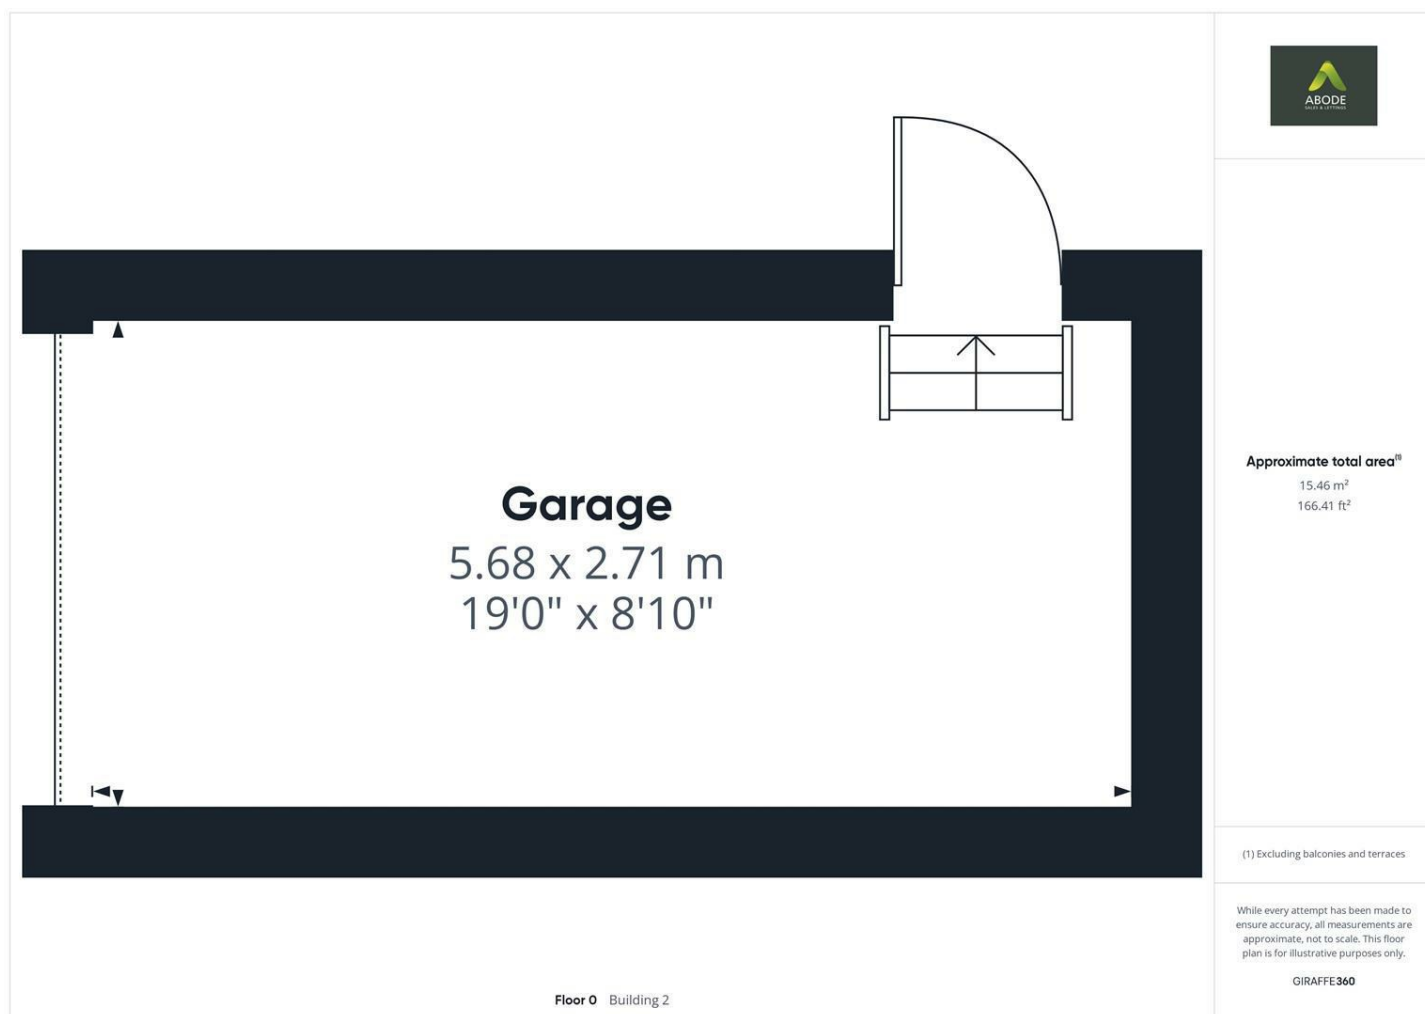 ABODE
SALES & LETTINGS
Garage
5.68 x 2.71 m
19'0" x 8'10"
Approximate total area(1)
15.46 m²
166.41 ft²
(1) Excluding balconies and terraces
While every attempt has been made to
ensure accuracy, all measurements are
approximate, not to scale. This floor
plan is for illustrative purposes only.
GIRAFFE360
Floor 0 Building 2